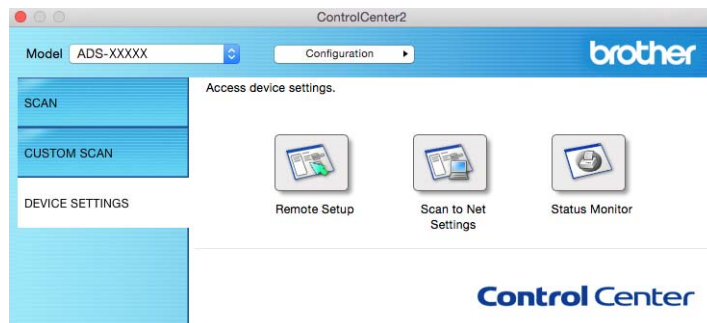 ControlCenter2
Model ADS-XXXXX Configuration brother
SCAN
CUSTOM SCAN
DEVICE SETTINGS
Access device settings.
Remote Setup
Scan to Net
Settings
Status Monitor
Control Center